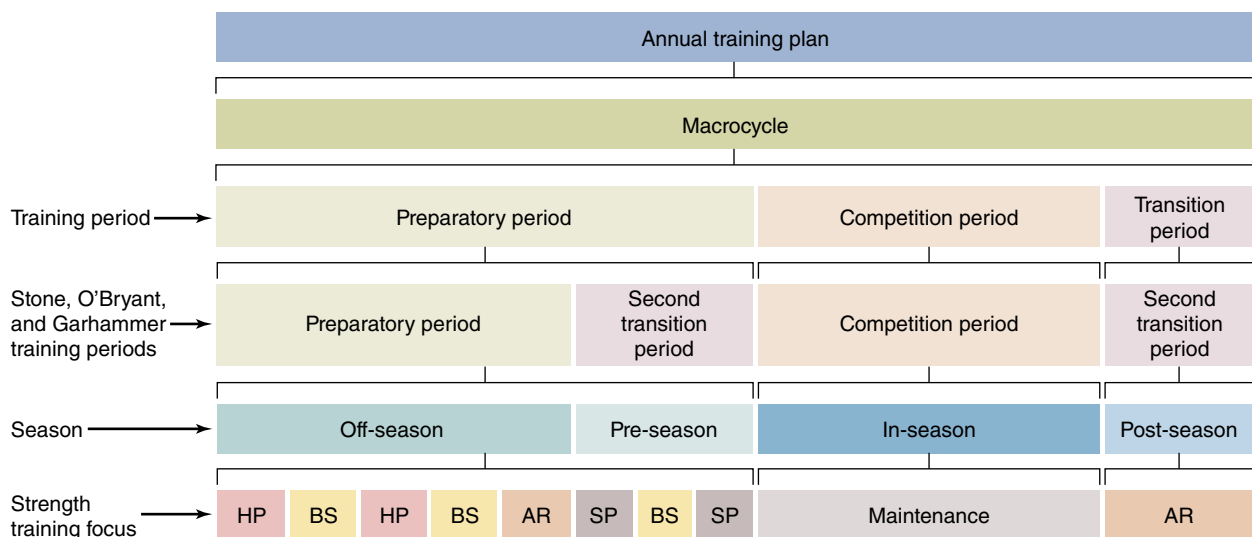 Annual training plan
Macrocycle
Training period
Preparatory period
Competition period
Transition
period
Stone, O'Bryant,
and Garhammer
training periods
Preparatory period
Second
transition
period
Competition period
Second
transition
period
Season
Off-season
Pre-season
In-season
Post-season
Strength
training focus
HP
BS
HP
BS
AR
SP
BS
SP
Maintenance
AR